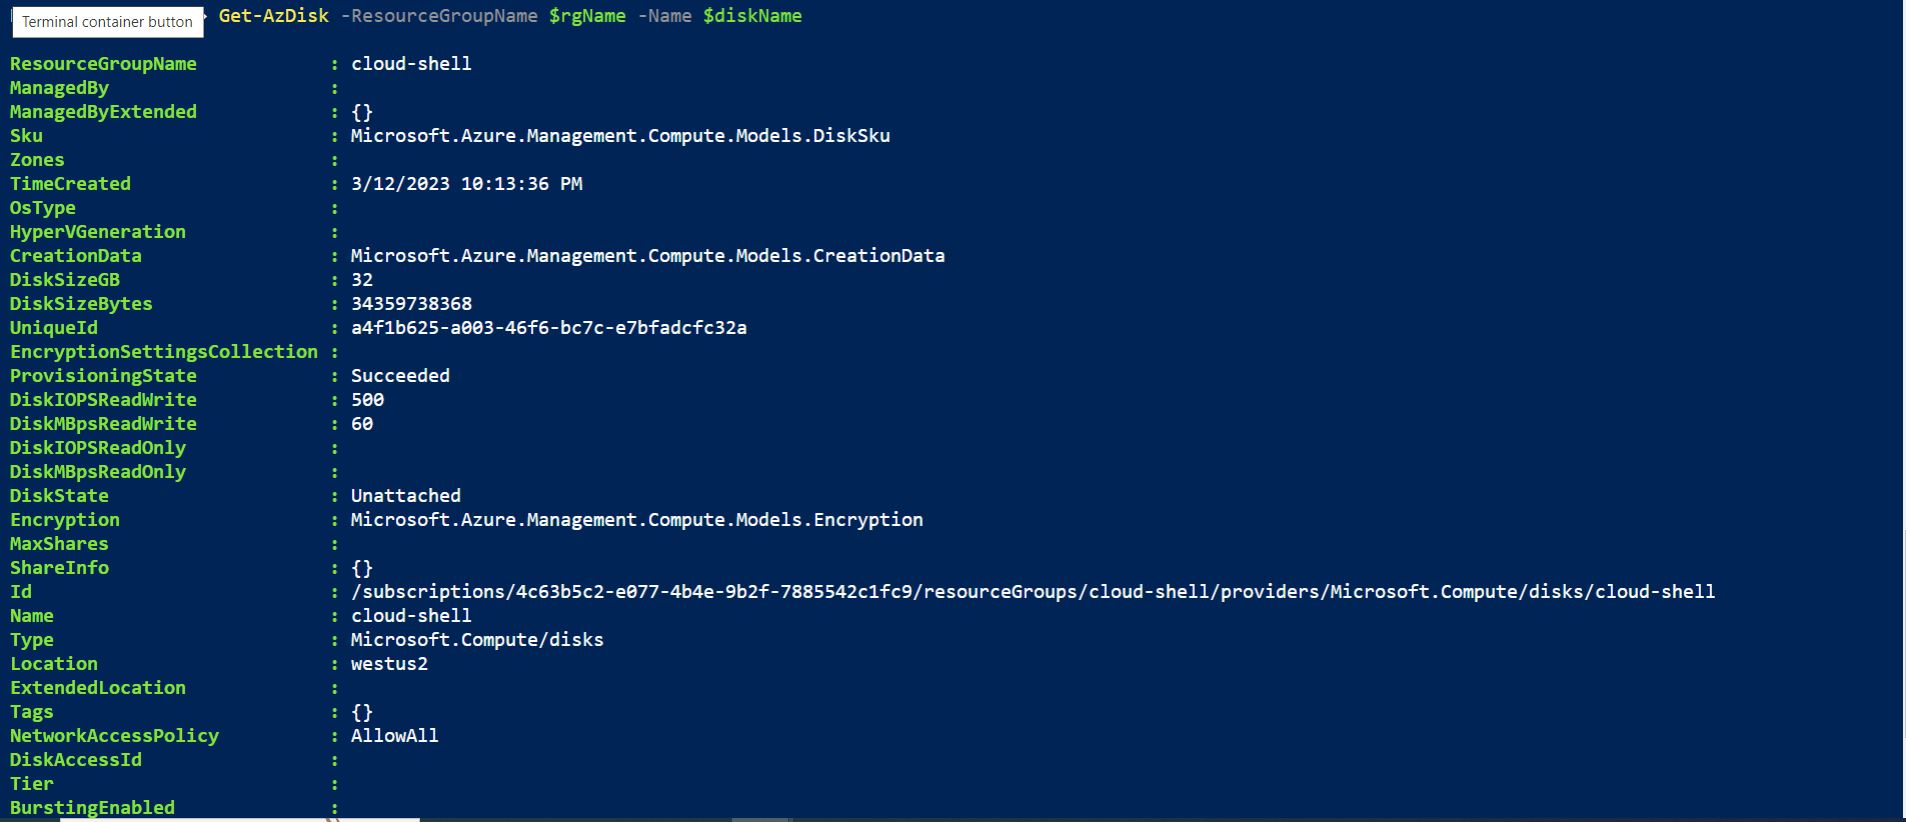 Terminal container button
Get-AzDisk -ResourceGroupName $rgName -Name $diskName
ResourceGroupName : cloud-shell
ManagedBy :
ManagedByExtended : {}
Sku : Microsoft.Azure.Management.Compute.Models.DiskSku
Zones :
TimeCreated : 3/12/2023 10:13:36 PM
OsType :
HyperVGeneration :
CreationData : Microsoft.Azure.Management.Compute.Models.CreationData
DiskSizeGB : 32
DiskSizeBytes : 34359738368
UniqueId : a4f1b625-a003-46f6-bc7c-e7bfadcfc32a
EncryptionSettingsCollection :
ProvisioningState : Succeeded
DiskIOPSReadWrite : 500
DiskMBpsReadWrite : 60
DiskIOPSReadOnly :
DiskMBpsReadOnly :
DiskState : Unattached
Encryption : Microsoft.Azure.Management.Compute.Models.Encryption
MaxShares :
ShareInfo : {}
Id : /subscriptions/4c63b5c2-e077-4b4e-9b2f-7885542c1fc9/resourceGroups/cloud-shell/providers/Microsoft.Compute/disks/cloud-shell
Name : cloud-shell
Type : Microsoft.Compute/disks
Location : westus2
ExtendedLocation :
Tags : {}
NetworkAccessPolicy : AllowAll
DiskAccessId :
Tier :
BurstingEnabled :